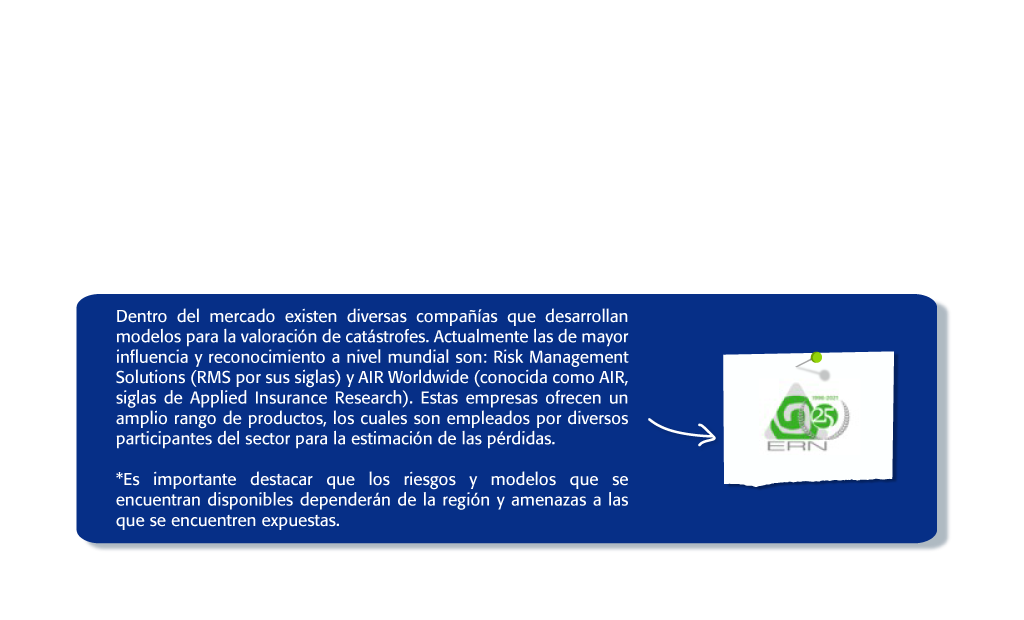 Dentro del mercado existen diversas compañías que desarrollan
modelos para la valoración de catástrofes. Actualmente las de mayor
influencia y reconocimiento a nivel mundial son: Risk Management
Solutions (RMS por sus siglas) y AIR Worldwide (conocida como AIR,
siglas de Applied Insurance Research). Estas empresas ofrecen un
amplio rango de productos, los cuales son empleados por diversos
participantes del sector para la estimación de las pérdidas.
*Es importante destacar que los riesgos y modelos que se
encuentran disponibles dependerán de la región y amenazas a las
que se encuentren expuestas.
1996-2021
25
ERN